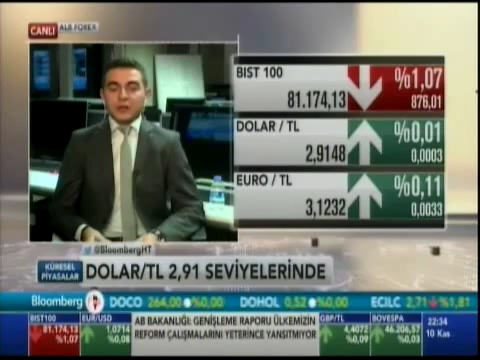 CANLI ALB FOREX
BIST 100 %1,07
81.174,13 876,01
DOLAR / TL %0,01
2,9148 0,0003
EURO / TL %0,11
3,1232 0,0033
@BloombergHT
KÜRESEL PİYASALAR
DOLAR/TL 2,91 SEVİYELERİNDE
Bloomberg HT DOCO 264,00 %0,00 DOHOL 0,52 %0,00 ECILC 2,71 %1,81
BIST100 EUR/USD GBP/TL BOVESPA
81.174,13 1,0714 4,4072 46.206,57
%1,07 %0,08 %0,09 %0,03
AB BAKANLIĞI: GENİŞLEME RAPORU ÜLKEMİZİN
REFORM ÇALIŞMALARINI YETERİNCE YANSITMIYOR
22:34
10 Kas